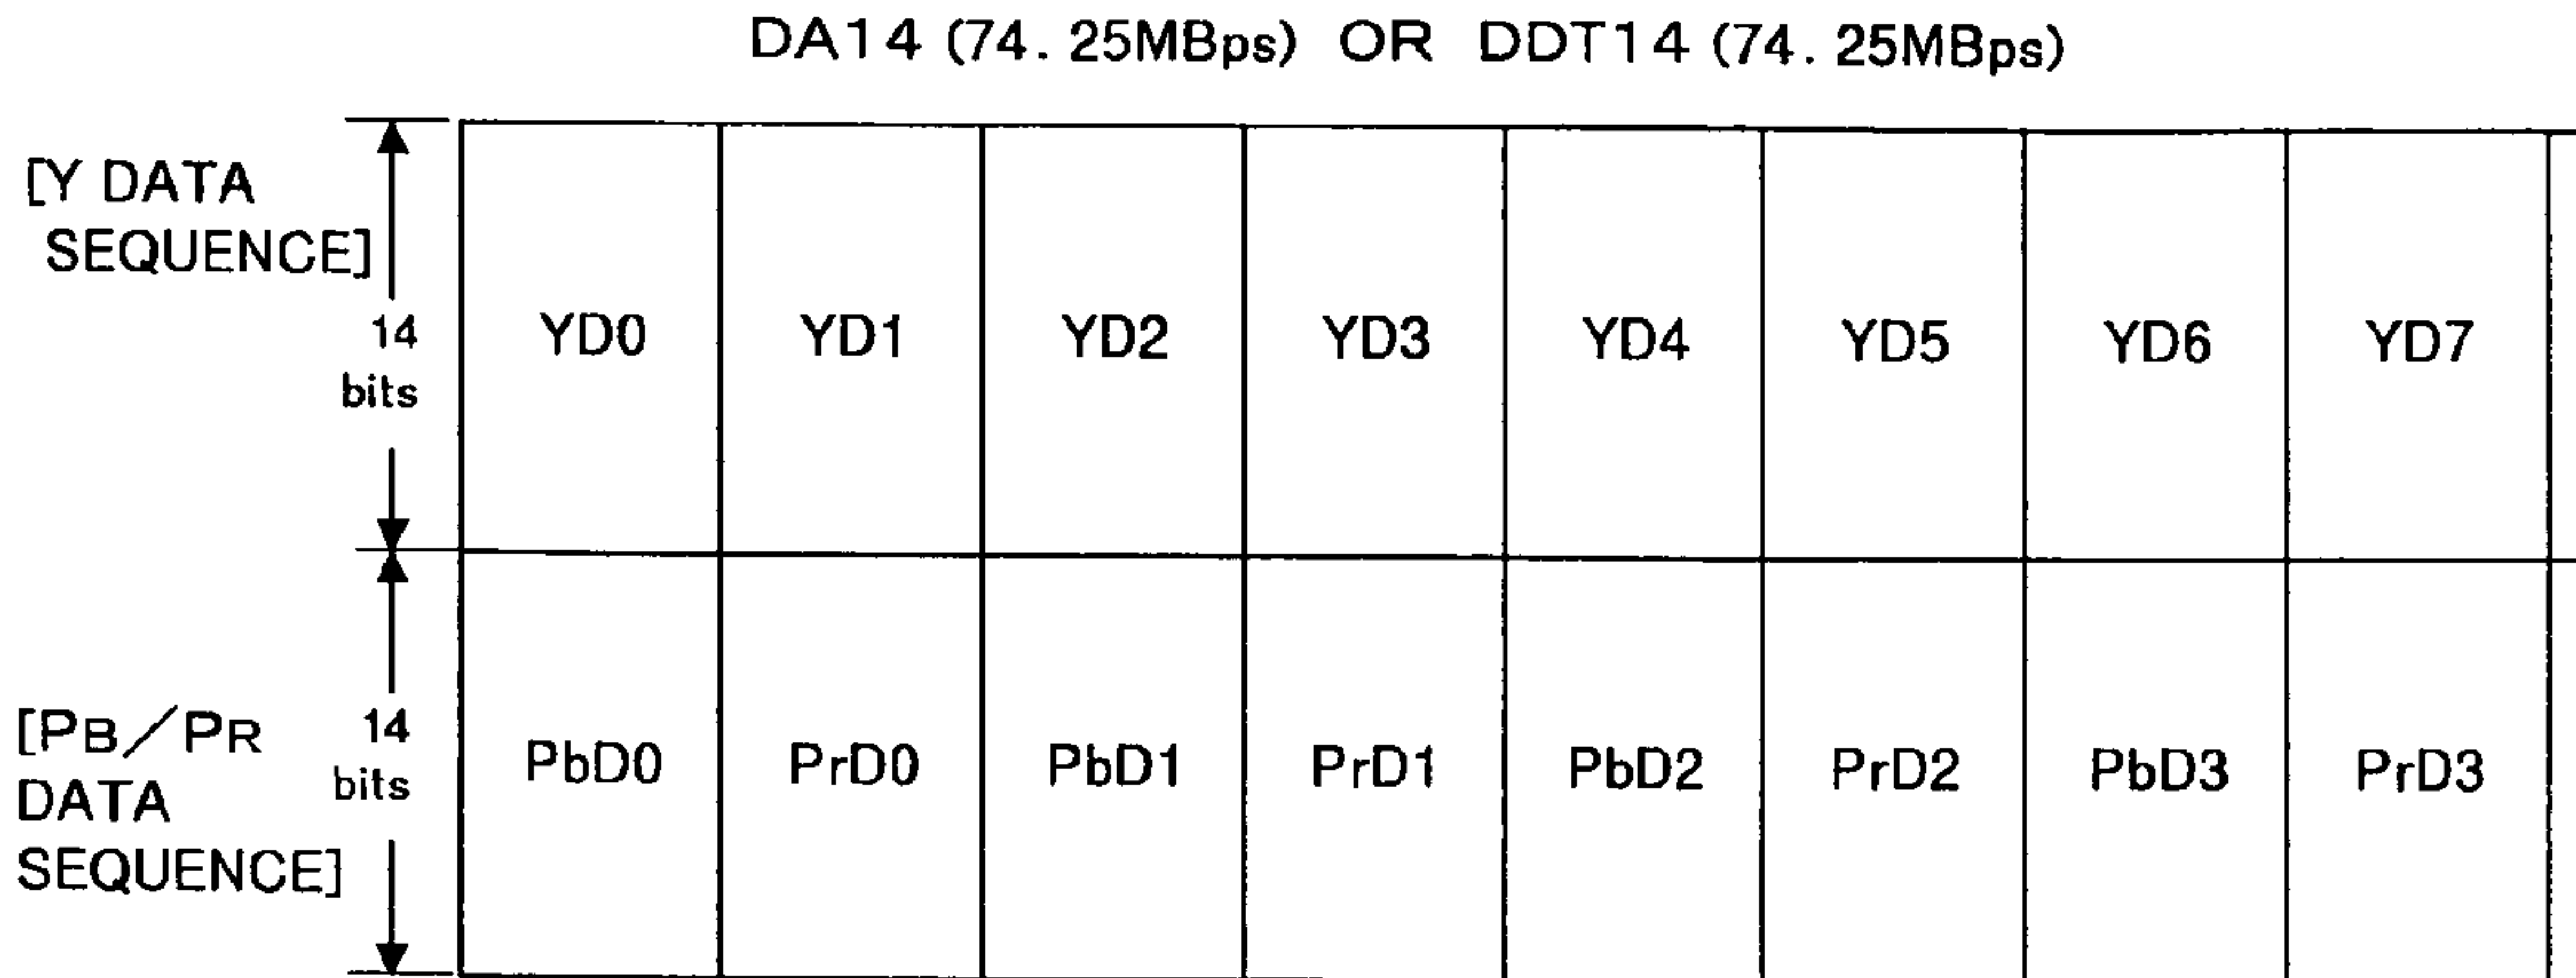 DA14 (74. 25MBps) OR DDT14 (74. 25MBps)
[Y DATA
SEQUENCE]
14
bits
YD0 YD1 YD2 YD3 YD4 YD5 YD6 YD7
[PB/PR
DATA
SEQUENCE]
14
bits
PbD0 PrD0 PbD1 PrD1 PbD2 PrD2 PbD3 PrD3